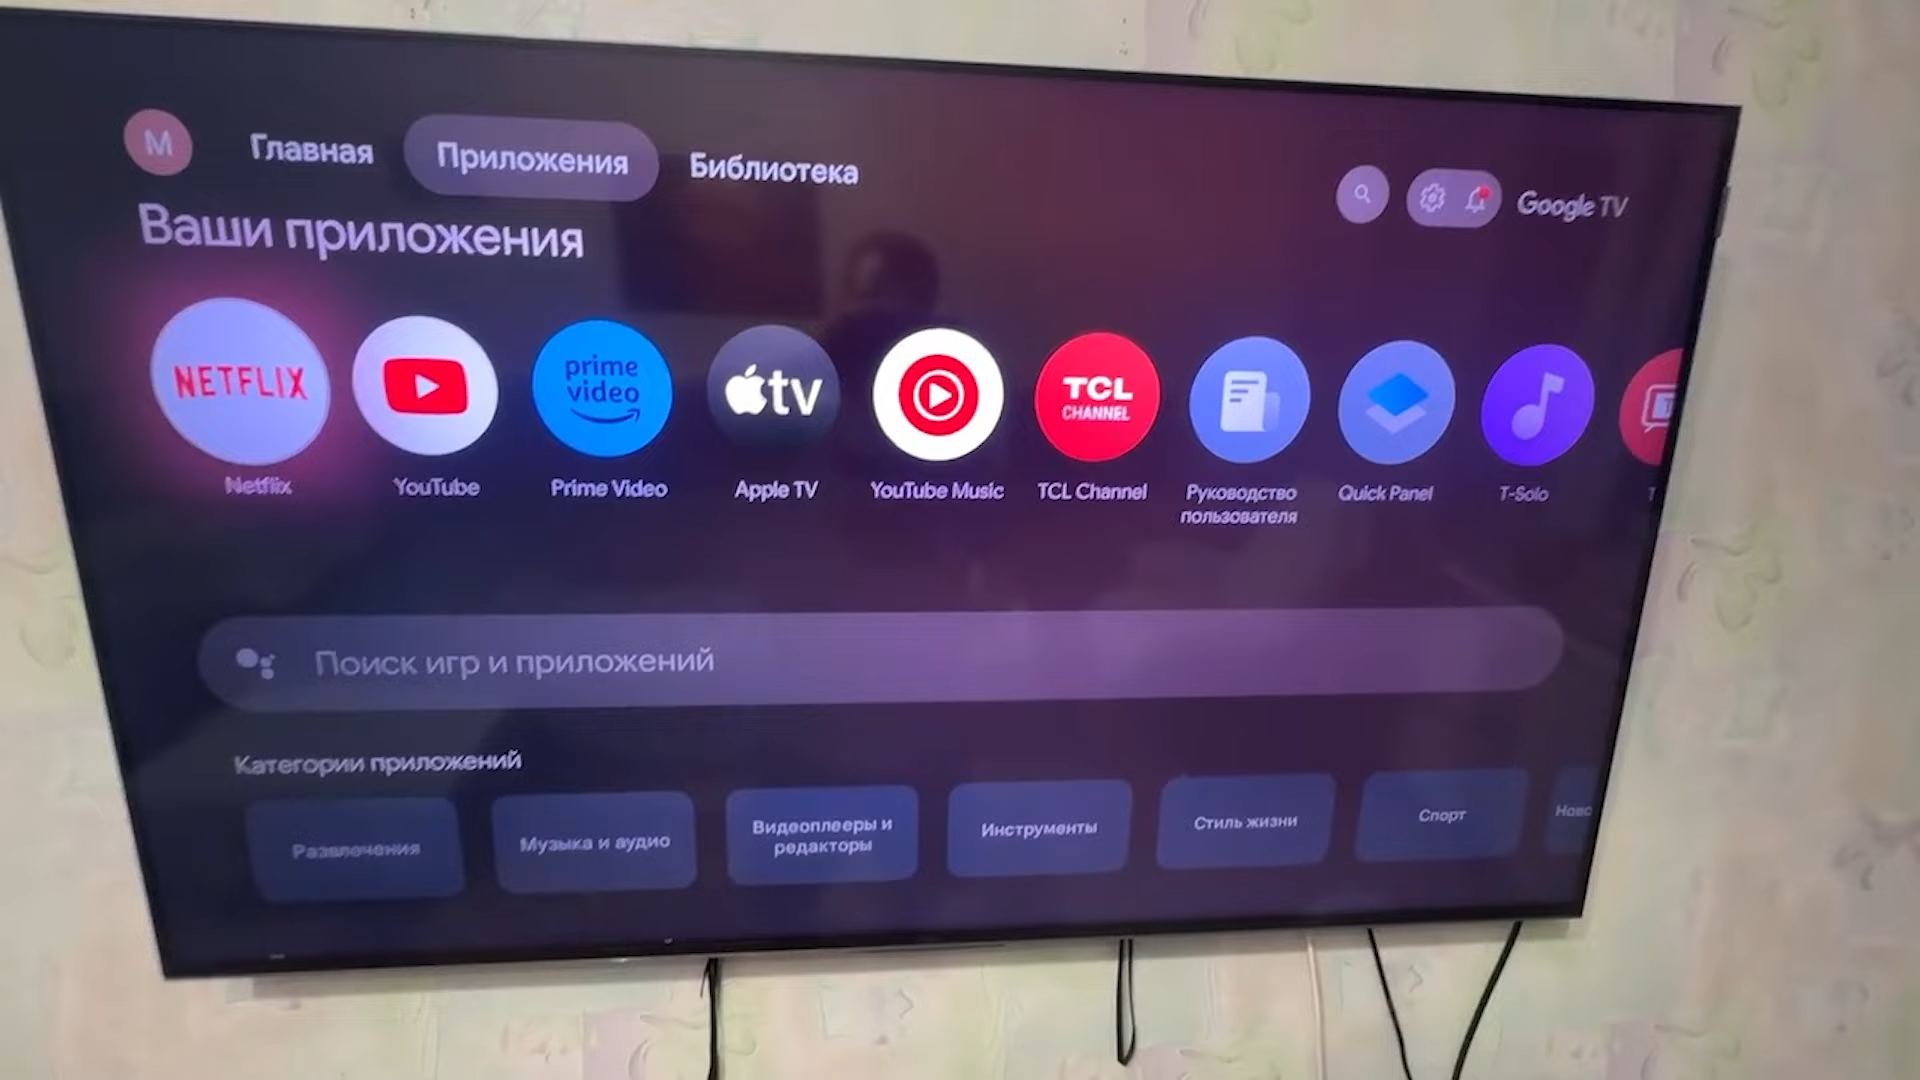 M
Главная
Приложения
Библиотека
Google TV
Ваши приложения
NETFLIX
prime
video
tv
TCL
CHANNEL
Netflix
YouTube
Prime Video
Apple TV
YouTube Music
TCL Channel
Руководство
пользователя
Quick Panel
T-Solo
T
Поиск игр и приложений
Категории приложений
Развлечения
Музыка и аудио
Видеоплееры и
редакторы
Инструменты
Стиль жизни
Спорт
Ново